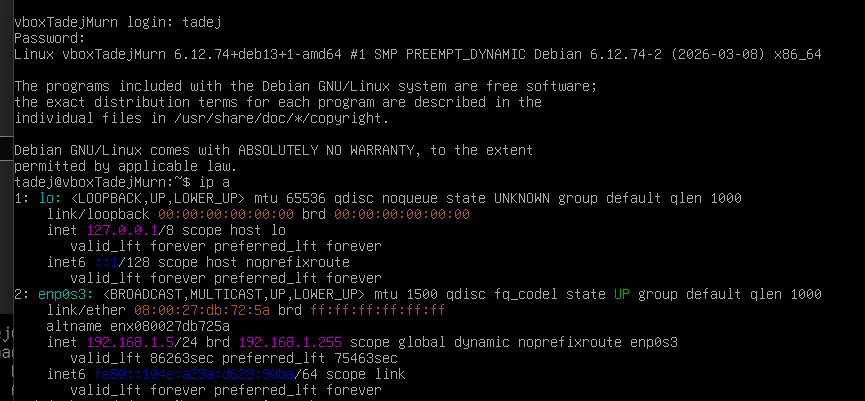 vboxTadejMurn login: tadej
Password:
Linux vboxTadejMurn 6.12.74+deb13+1-amd64 #1 SMP PREEMPT_DYNAMIC Debian 6.12.74-2 (2026-03-08) x86_64
The programs included with the Debian GNU/Linux system are free software;
the exact distribution terms for each program are described in the
individual files in /usr/share/doc/*/copyright.
Debian GNU/Linux comes with ABSOLUTELY NO WARRANTY, to the extent
permitted by applicable law.
tadej@vboxTadejMurn:~$ ip a
1: lo: <LOOPBACK,UP,LOWER_UP> mtu 65536 qdisc noqueue state UNKNOWN group default qlen 1000
link/loopback 00:00:00:00:00:00 brd 00:00:00:00:00:00
inet 127.0.0.1/8 scope host lo
valid_lft forever preferred_lft forever
inet6 ::1/128 scope host noprefixroute
valid_lft forever preferred_lft forever
2: enp0s3: <BROADCAST,MULTICAST,UP,LOWER_UP> mtu 1500 qdisc fq_codel state UP group default qlen 1000
link/ether 08:00:27:db:72:5a brd ff:ff:ff:ff:ff:ff
altname enx080027db725a
inet 192.168.1.5/24 brd 192.168.1.255 scope global dynamic noprefixroute enp0s3
valid_lft 86263sec preferred_lft 75463sec
inet6 /64 scope link
valid_lft forever preferred_lft forever